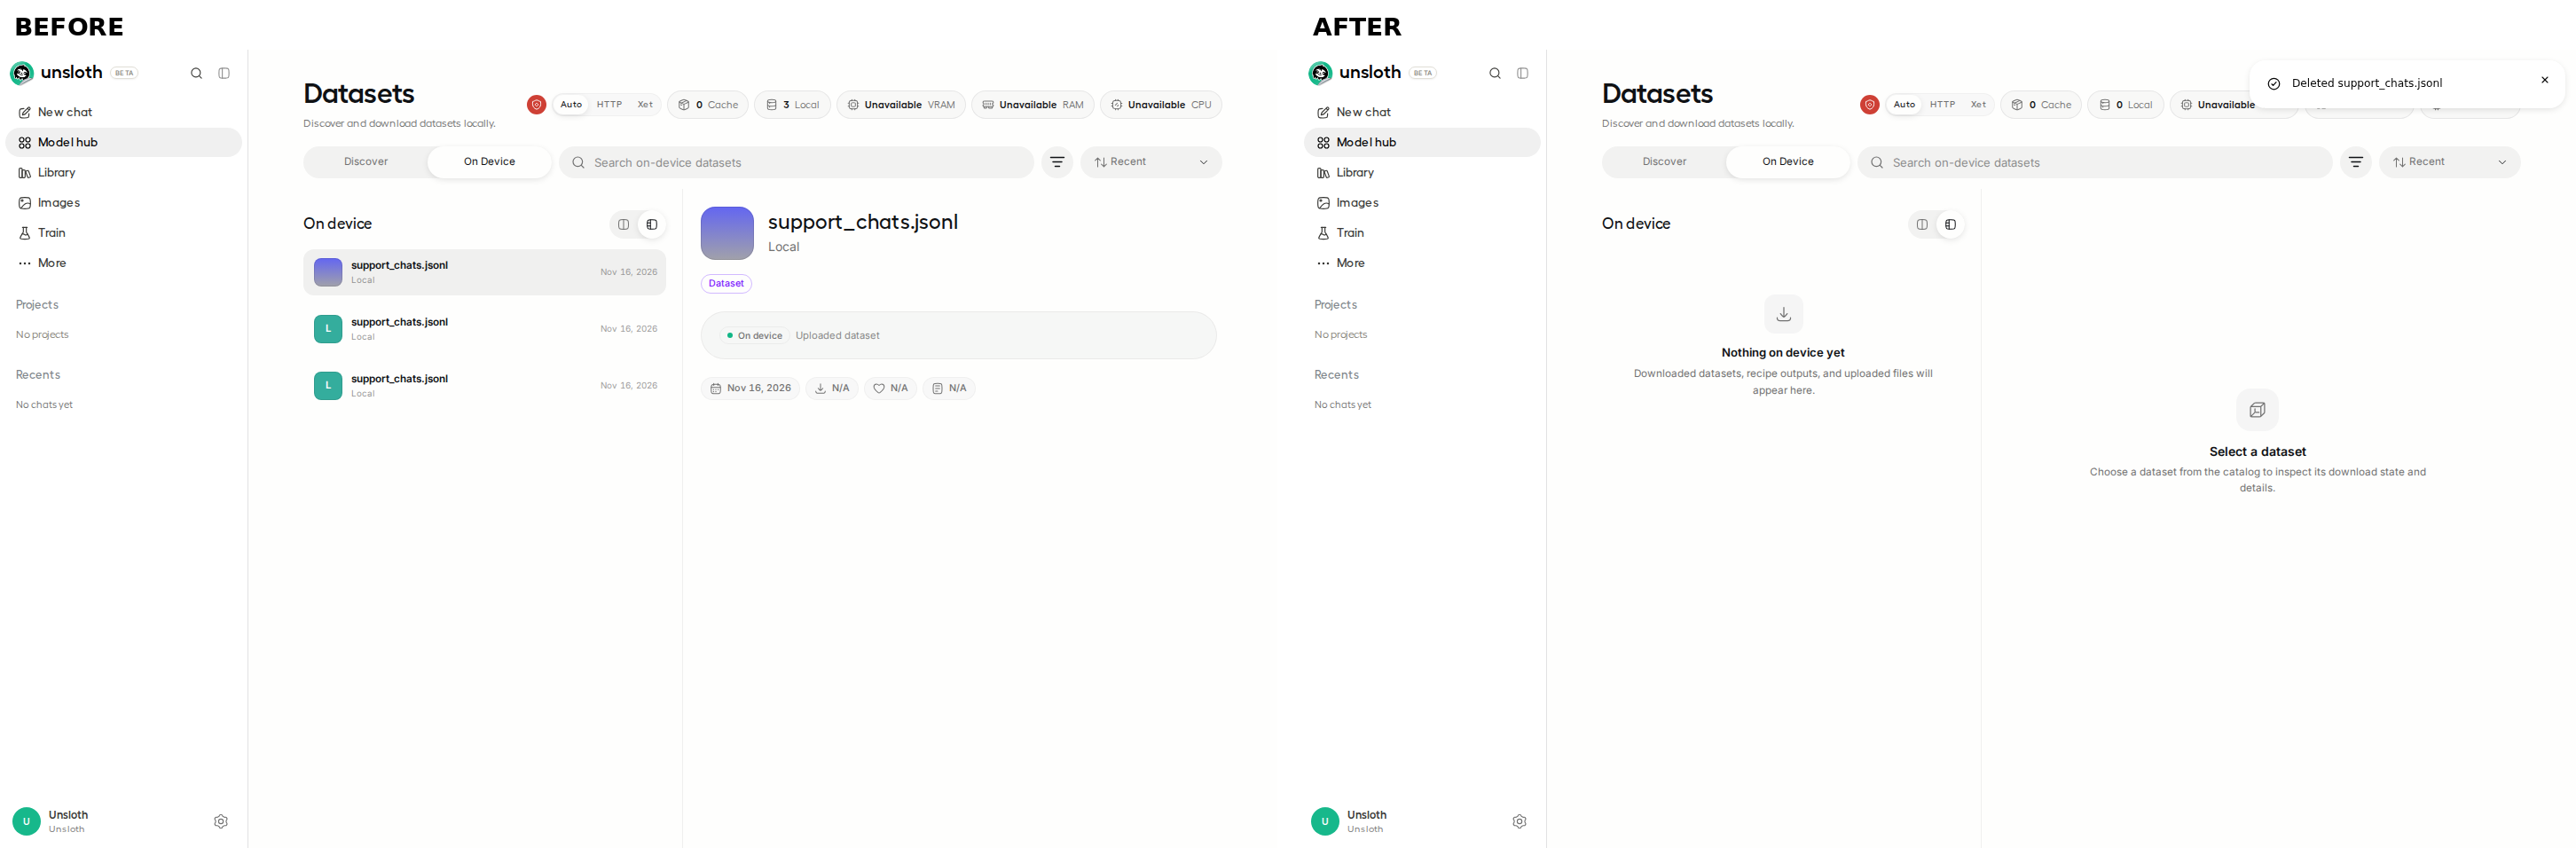 BEFORE
unsloth BETA
New chat
Model hub
Library
Images
Train
More
Projects
No projects
Recents
No chats yet
U
Unsloth
Unsloth
Datasets
Discover and download datasets locally.
Auto HTTP Xet 0 Cache 3 Local Unavailable VRAM Unavailable RAM Unavailable CPU
Discover On Device Search on-device datasets Recent
On device
support_chats.jsonl Nov 16, 2026
Local
L
support_chats.jsonl Nov 16, 2026
Local
L
support_chats.jsonl Nov 16, 2026
Local
support_chats.jsonl
Local
Dataset
On device Uploaded dataset
Nov 16, 2026 N/A N/A N/A
AFTER
unsloth BETA
New chat
Model hub
Library
Images
Train
More
Projects
No projects
Recents
No chats yet
U
Unsloth
Unsloth
Datasets
Discover and download datasets locally.
Auto HTTP Xet 0 Cache 0 Local Unavailable
Deleted support_chats.jsonl
Discover On Device Search on-device datasets Recent
On device
Nothing on device yet
Downloaded datasets, recipe outputs, and uploaded files will
appear here.
Select a dataset
Choose a dataset from the catalog to inspect its download state and
details.